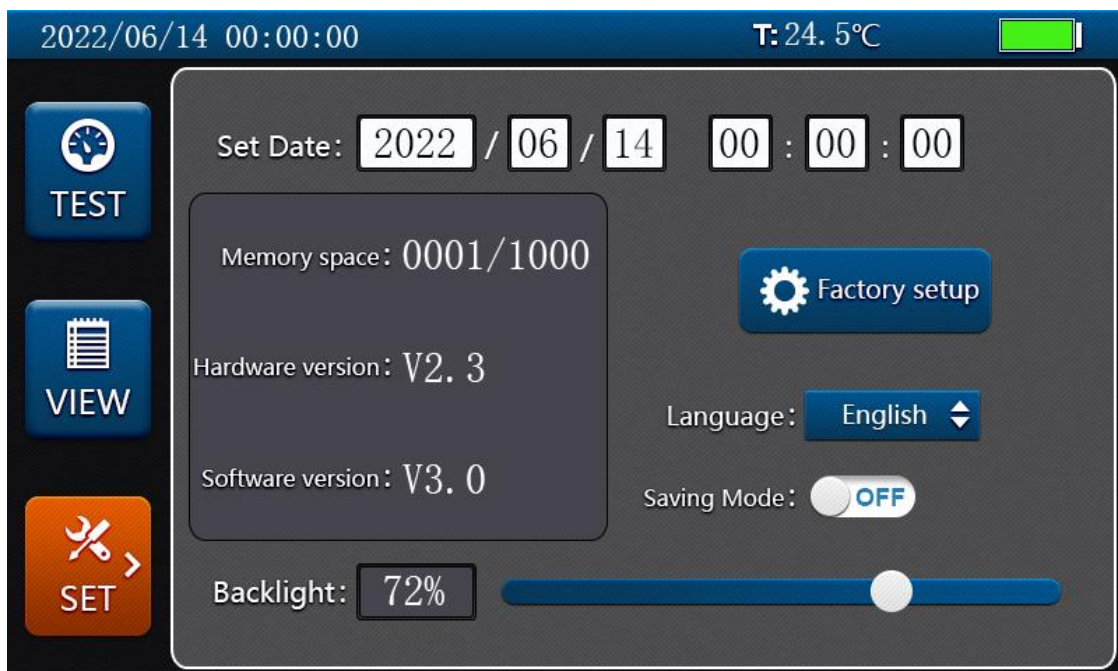 2022/06/14 00:00:00 T: 24.5℃
TEST
VIEW
SET
Set Date: 2022 / 06 / 14 00 : 00 : 00
Memory space: 0001/1000
Hardware version: V2.3
Software version: V3.0
Factory setup
Language: English
Saving Mode: OFF
Backlight: 72%